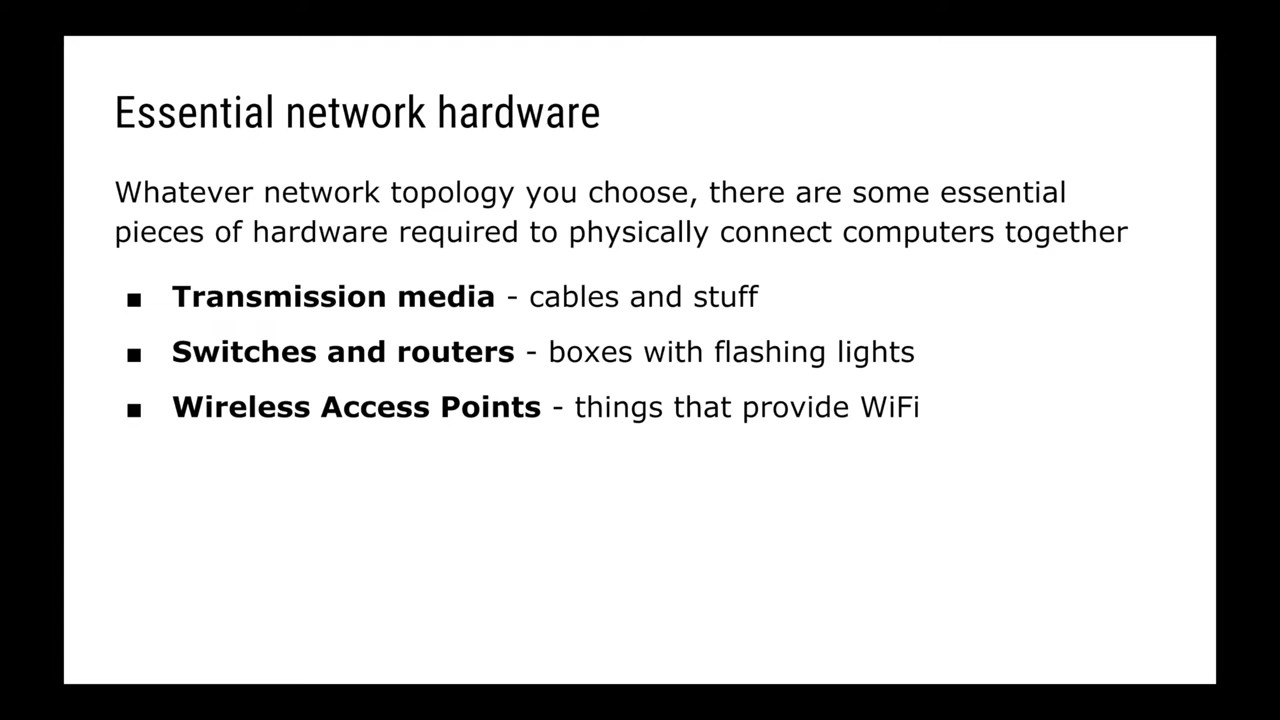 Essential network hardware
Whatever network topology you choose, there are some essential
pieces of hardware required to physically connect computers together
▪ Transmission media - cables and stuff
▪ Switches and routers - boxes with flashing lights
▪ Wireless Access Points - things that provide WiFi